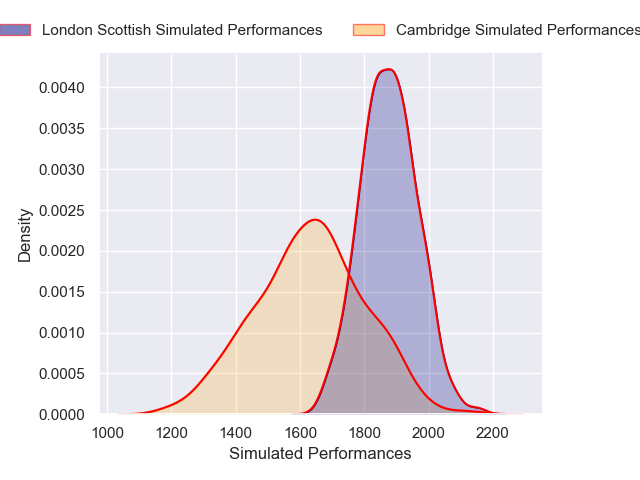 London Scottish Simulated Performances
Cambridge Simulated Performances
0.0040
0.0035
0.0030
0.0025
0.0020
0.0015
0.0010
0.0005
0.0000
Density
1000 1200 1400 1600 1800 2000 2200
Simulated Performances